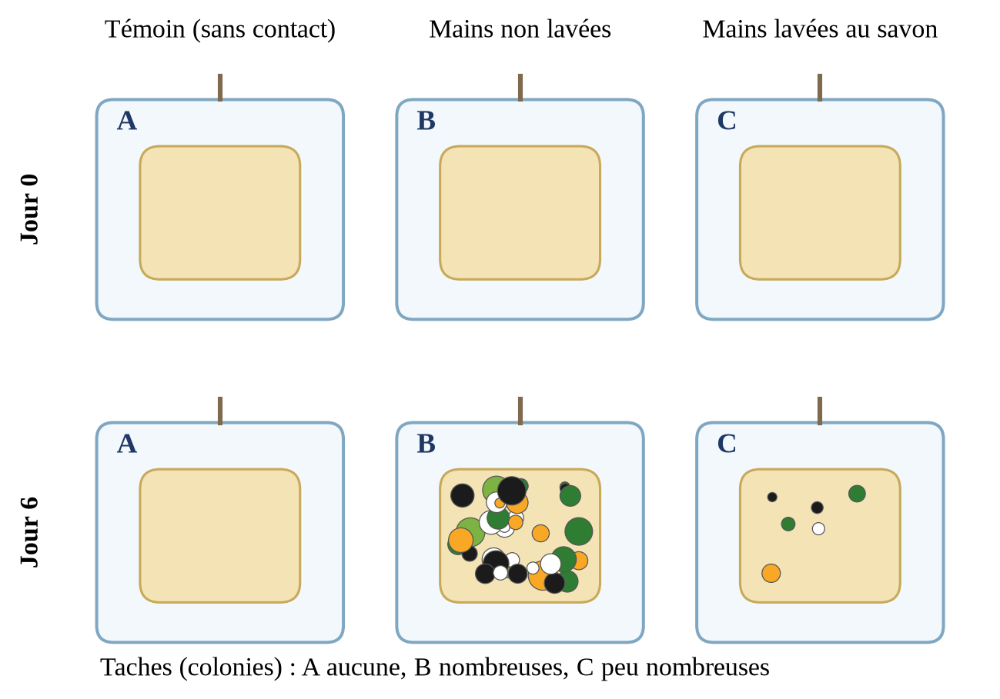 Témoin (sans contact)
Mains non lavées
Mains lavées au savon
Jour 0
A
B
C
Jour 6
A
B
C
Taches (colonies) : A aucune, B nombreuses, C peu nombreuses